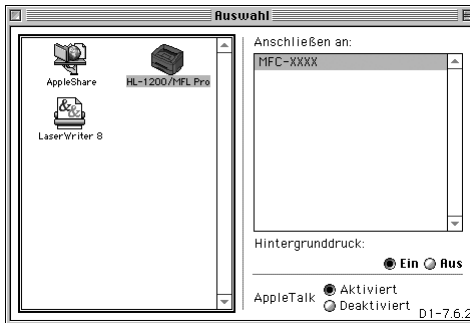 Auswahl
AppleShare
HL-1200/MFL Pro
LaserWriter 8
Anschließen an:
MFC-XXXX
Hintergrunddruck:
Ein Aus
AppleTalk
Aktiviert
Deaktiviert
D1-7.6.2